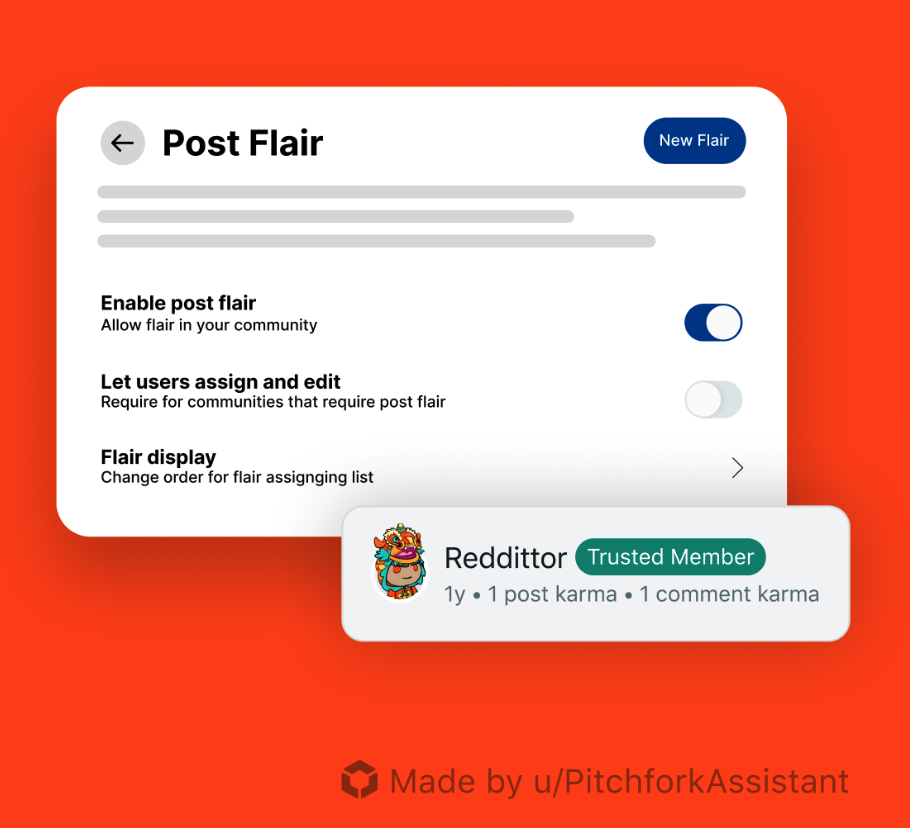 Post Flair
New Flair
Enable post flair
Allow flair in your community
Let users assign and edit
Require for communities that require post flair
Flair display
Change order for flair assignging list
Reddittor Trusted Member
1y • 1 post karma • 1 comment karma
Made by u/PitchforkAssistant